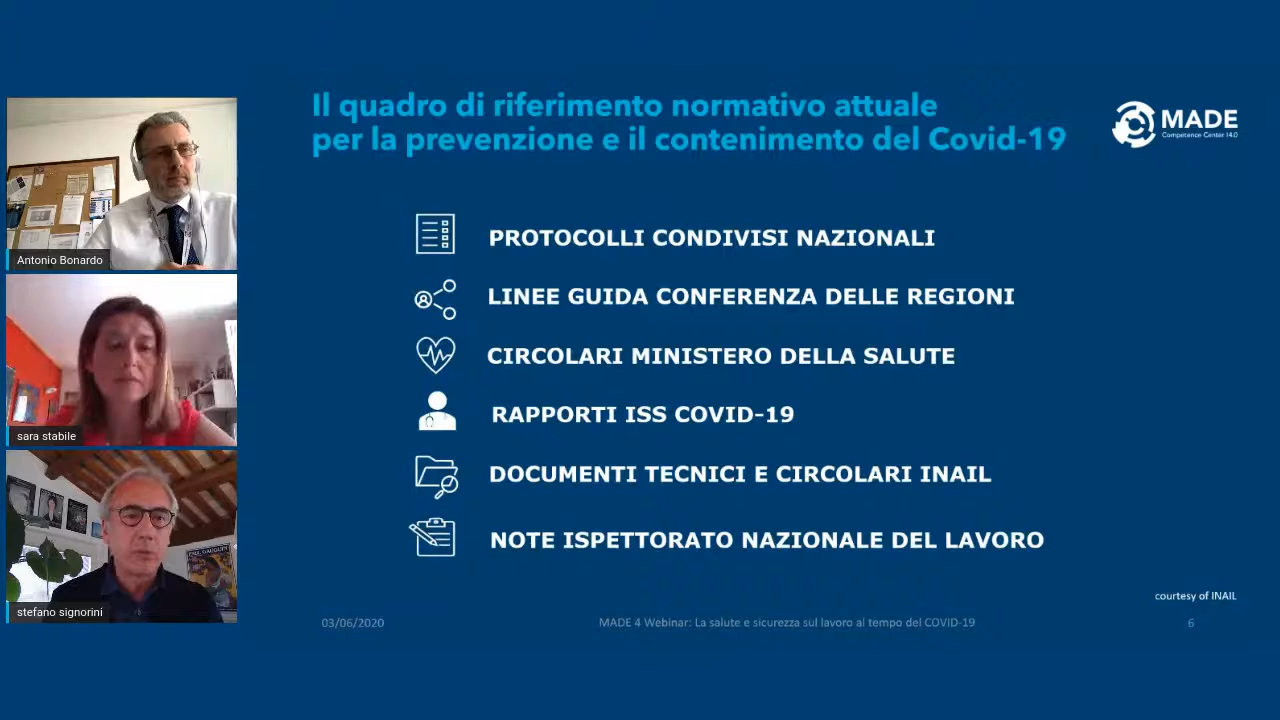 Il quadro di riferimento normativo attuale
per la prevenzione e il contenimento del Covid-19
MADE
Competence Center I4.0
PROTOCOLLI CONDIVISI NAZIONALI
LINEE GUIDA CONFERENZA DELLE REGIONI
CIRCOLARI MINISTERO DELLA SALUTE
RAPPORTI ISS COVID-19
DOCUMENTI TECNICI E CIRCOLARI INAIL
NOTE ISPETTORATO NAZIONALE DEL LAVORO
courtesy of INAIL
03/06/2020
MADE 4 Webinar: La salute e sicurezza sul lavoro al tempo del COVID-19
6
Antonio Bonardo
sara stabile
PAUL GAUGUIN
stefano signorini